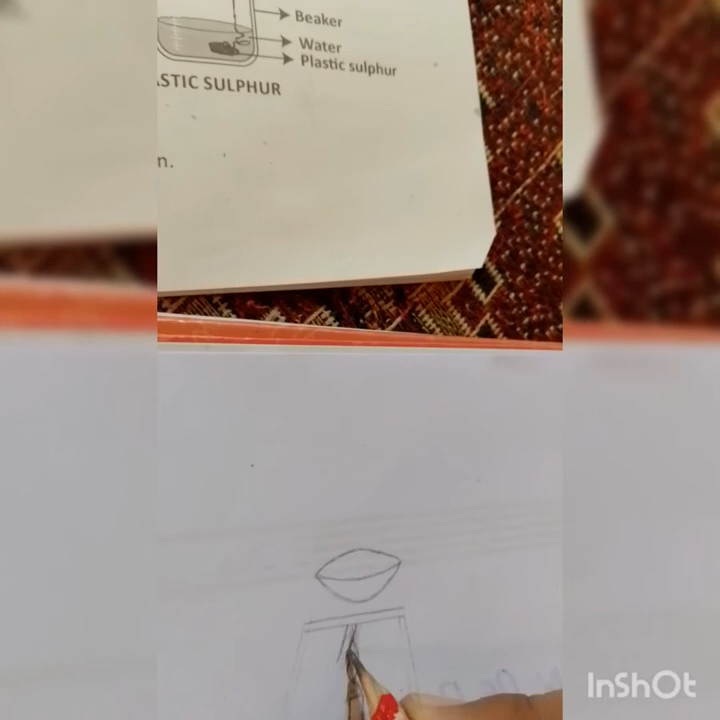 Beaker
Water
Plastic sulphur
STIC SULPHUR
n.
InShOt